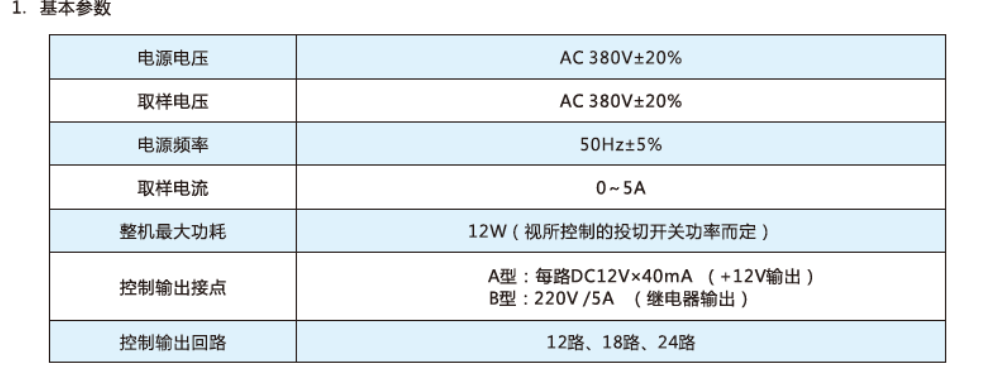 1. 基本参数
电源电压 AC 380V±20%
取样电压 AC 380V±20%
电源频率 50Hz±5%
取样电流 0~5A
整机最大功耗 12W（视所控制的投切开关功率而定）
控制输出接点 A型：每路DC12V×40mA （+12V输出）
B型：220V /5A （继电器输出）
控制输出回路 12路、18路、24路